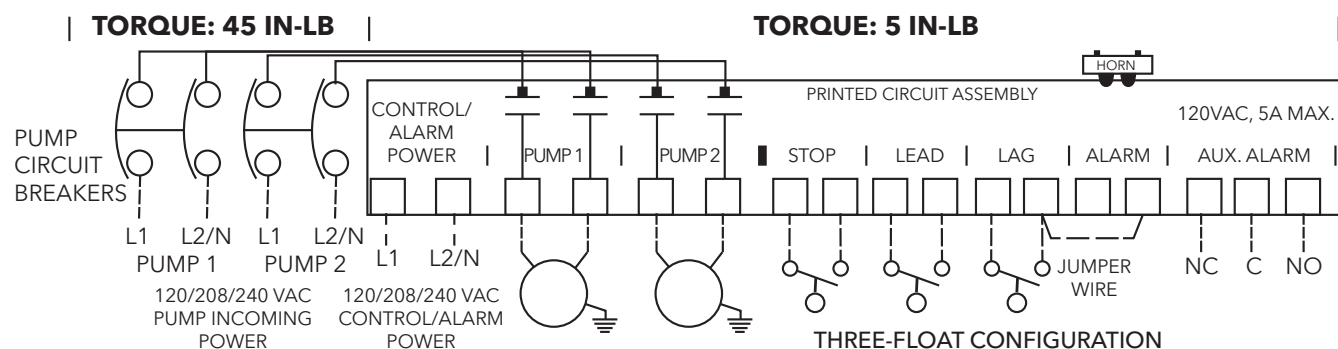 TORQUE: 45 IN-LB
TORQUE: 5 IN-LB
HORN
PRINTED CIRCUIT ASSEMBLY
120VAC, 5A MAX.
PUMP
CIRCUIT
BREAKERS
CONTROL/
ALARM
POWER
PUMP 1
PUMP 2
STOP
LEAD
LAG
ALARM
AUX. ALARM
L1
L2/N
L1
L2/N
PUMP 1
PUMP 2
120/208/240 VAC
PUMP INCOMING
POWER
L1
L2/N
120/208/240 VAC
CONTROL/ALARM
POWER
JUMPER
WIRE
NC
C
NO
THREE-FLOAT CONFIGURATION